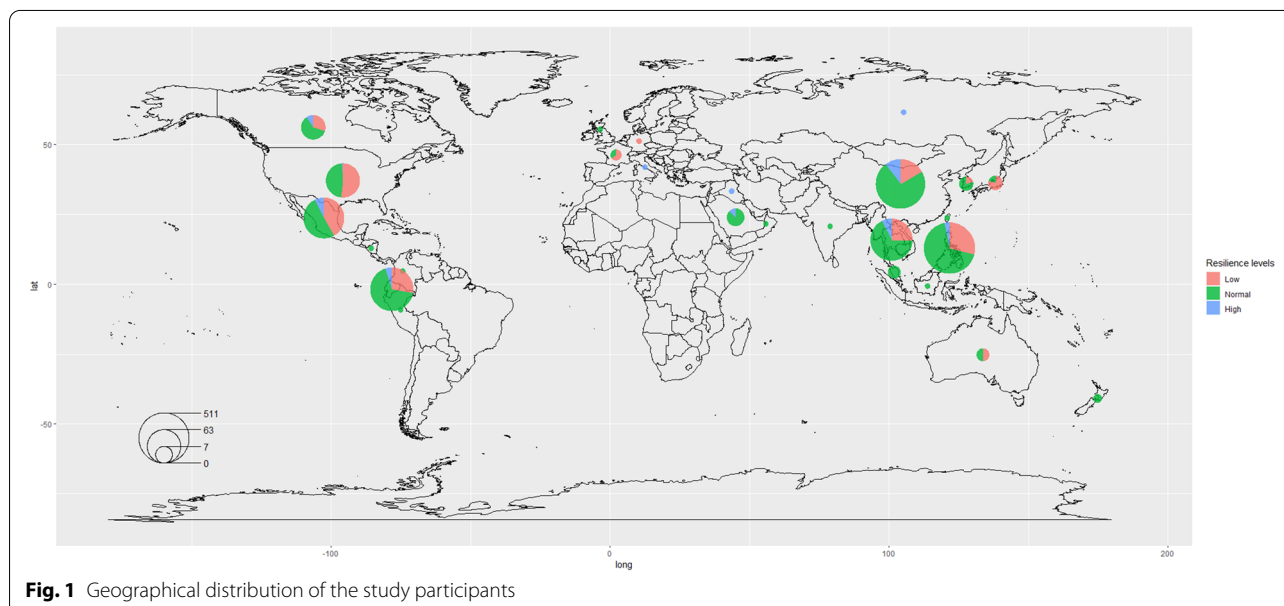 50
0
-50
lat
-100
0
100
200
long
511
63
7
0
Resilience levels
Low
Normal
High
Fig. 1 Geographical distribution of the study participants